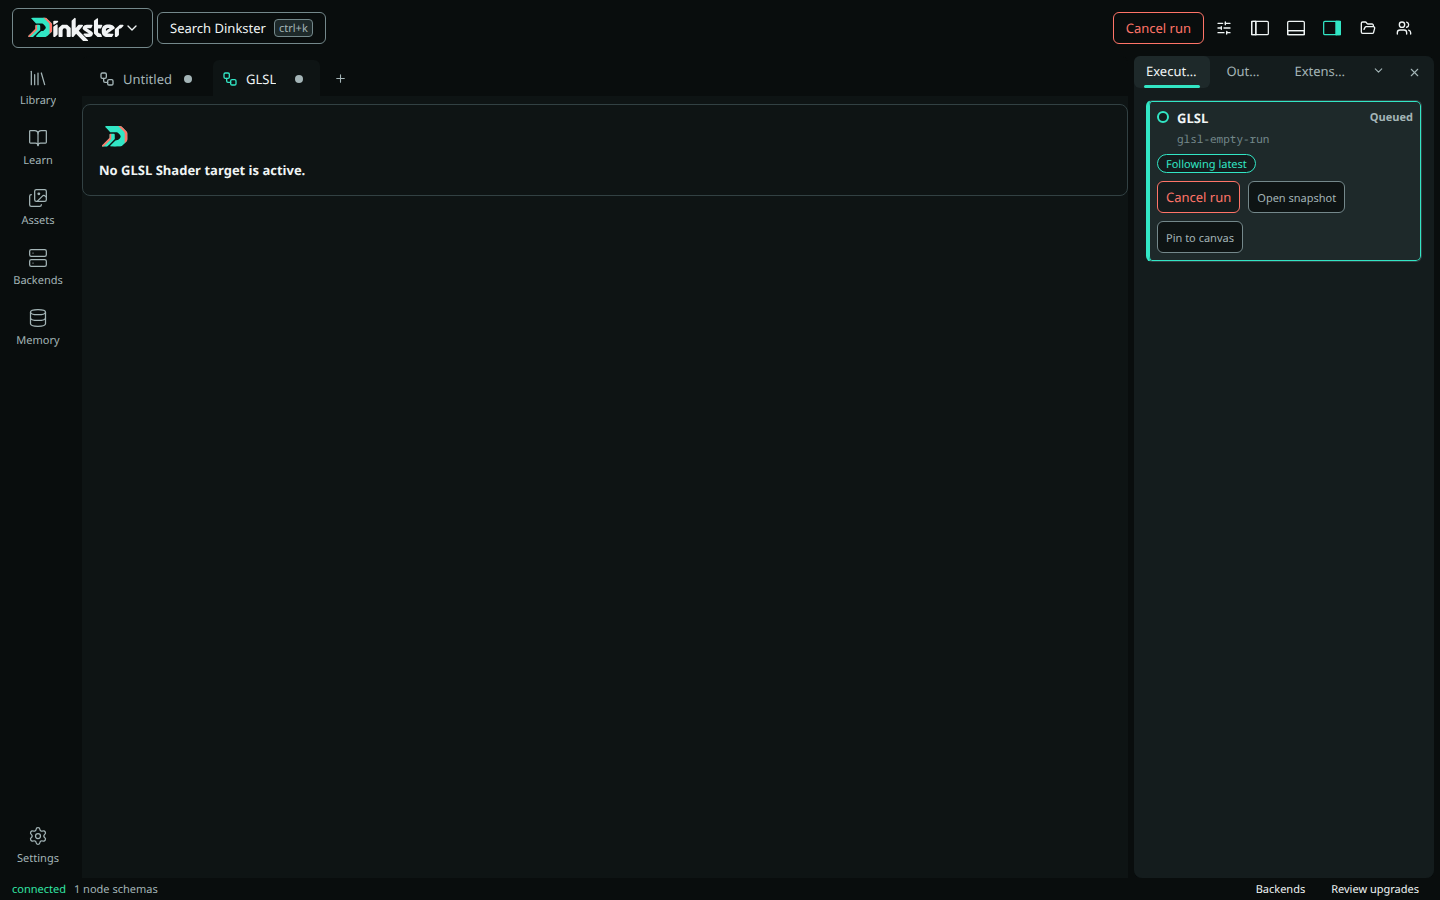 Dinkster
Search Dinkster ctrl+k
Cancel run
Library
Learn
Assets
Backends
Memory
Settings
Untitled
GLSL
No GLSL Shader target is active.
Execut...
Out...
Extens...
GLSL
Queued
glsl-empty-run
Following latest
Cancel run
Open snapshot
Pin to canvas
connected
1 node schemas
Backends
Review upgrades